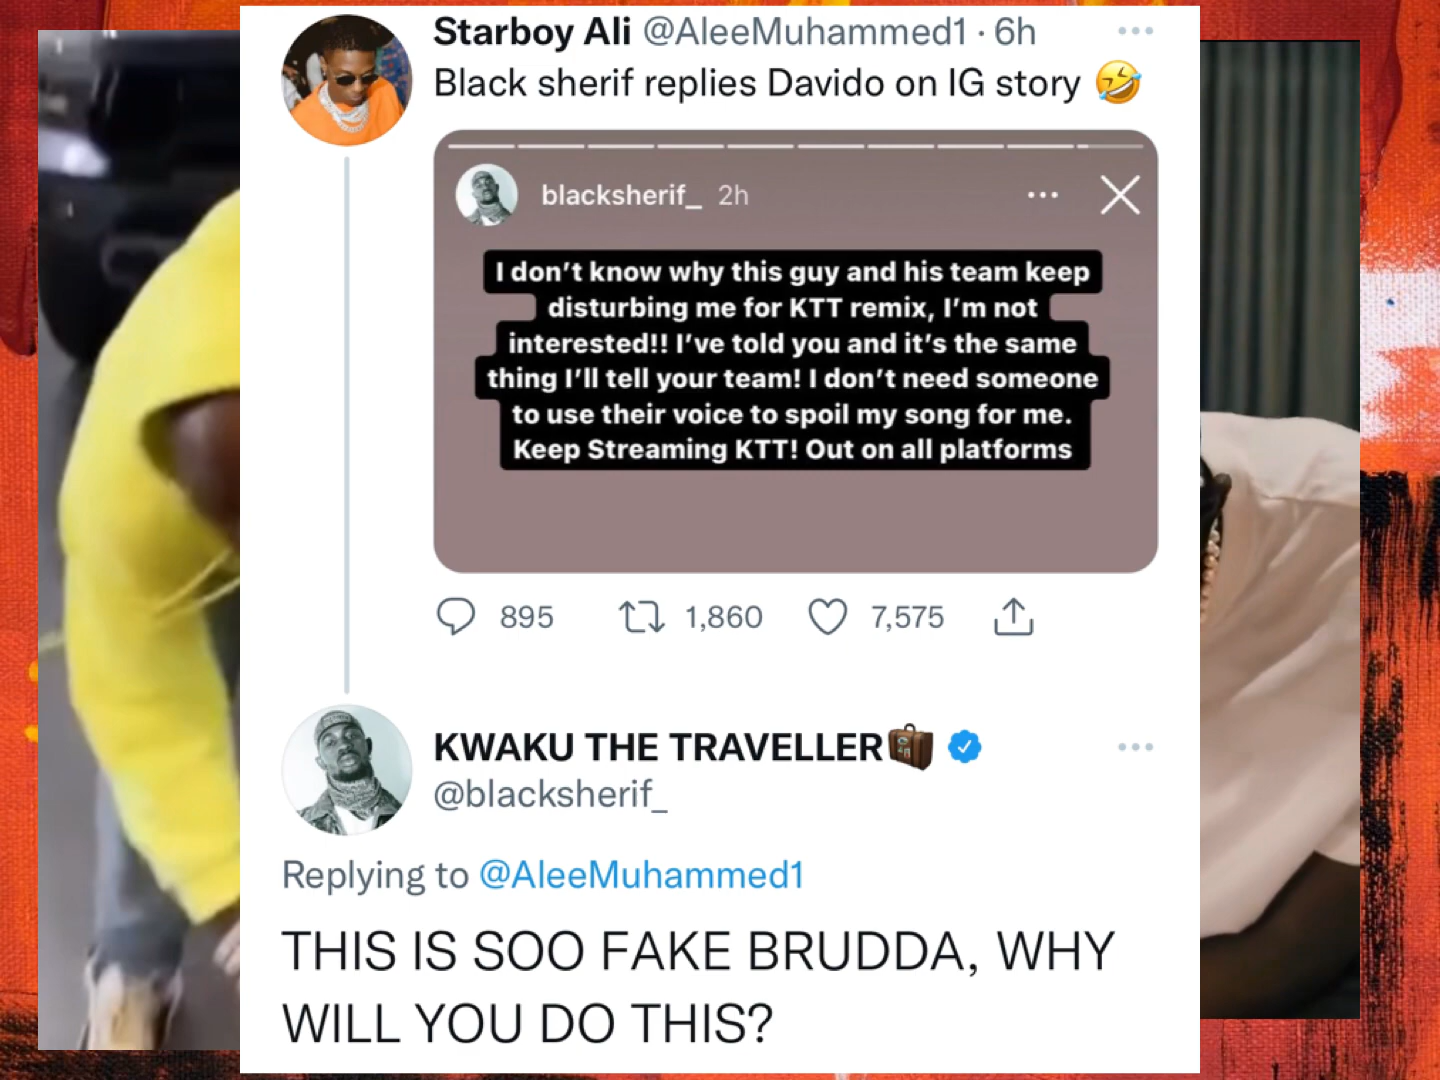 Starboy Ali @AleeMuhammed1 · 6h
Black sherif replies Davido on IG story 🤣
blacksherif_ 2h
I don't know why this guy and his team keep
disturbing me for KTT remix, I'm not
interested!! I've told you and it's the same
thing I'll tell your team! I don't need someone
to use their voice to spoil my song for me.
Keep Streaming KTT! Out on all platforms
895 1,860 7,575
KWAKU THE TRAVELLER🧳
@blacksherif_
Replying to @AleeMuhammed1
THIS IS SOO FAKE BRUDDA, WHY
WILL YOU DO THIS?